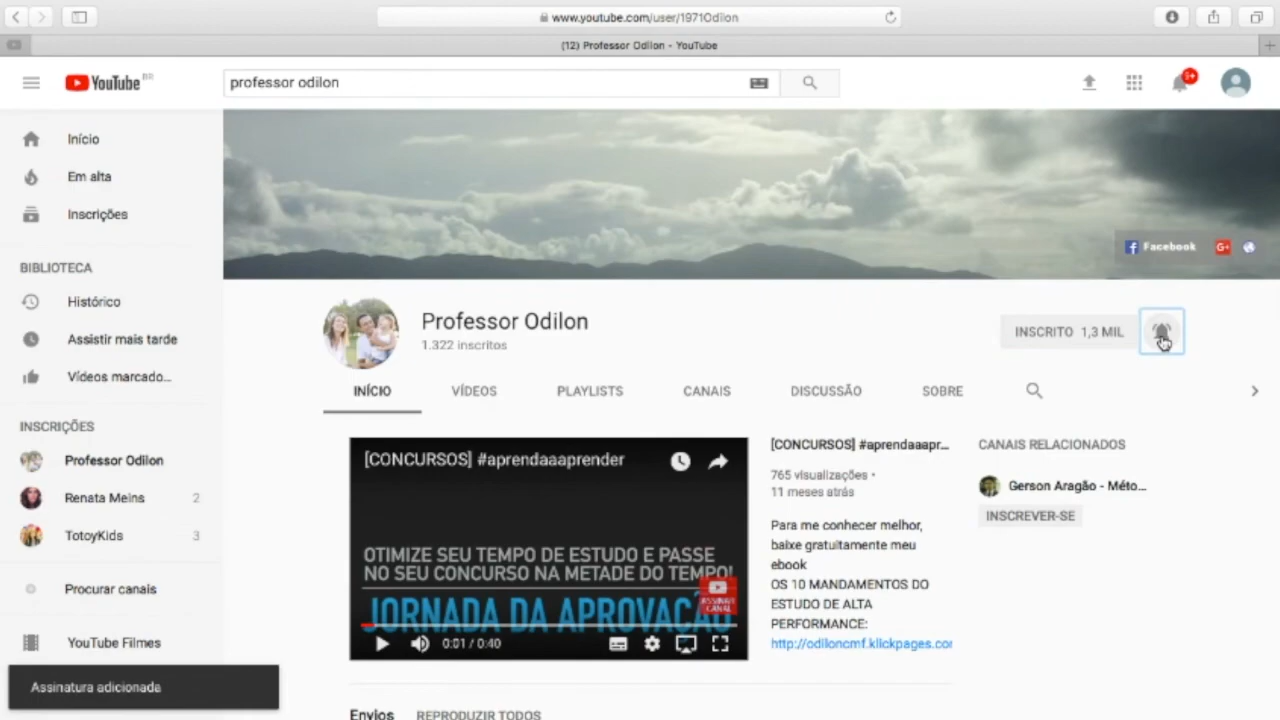 www.youtube.com/user/1971Odilon
(12) Professor Odilon - YouTube
YouTube BR
professor odilon
9+
Início
Em alta
Inscrições
BIBLIOTECA
Histórico
Assistir mais tarde
Vídeos marcado...
INSCRIÇÕES
Professor Odilon
Renata Meins 2
TotoyKids 3
Procurar canais
YouTube Filmes
Assinatura adicionada
Facebook
G+
Professor Odilon
1.322 inscritos
INSCRITO 1,3 MIL
INÍCIO VÍDEOS PLAYLISTS CANAIS DISCUSSÃO SOBRE
[CONCURSOS] #aprendaaaprender
OTIMIZE SEU TEMPO DE ESTUDO E PASSE
NO SEU CONCURSO NA METADE DO TEMPO!
JORNADA DA APROVAÇÃO
ASSINAR
CANAL
0:01 / 0:40
[CONCURSOS] #aprendaaapr...
765 visualizações •
11 meses atrás
Para me conhecer melhor,
baixe gratuitamente meu
ebook
OS 10 MANDAMENTOS DO
ESTUDO DE ALTA
PERFORMANCE:
http://odiloncmf.klickpages.cor
CANAIS RELACIONADOS
Gerson Aragão - Méto...
INSCREVER-SE
Envios REPRODUZIR TODOS